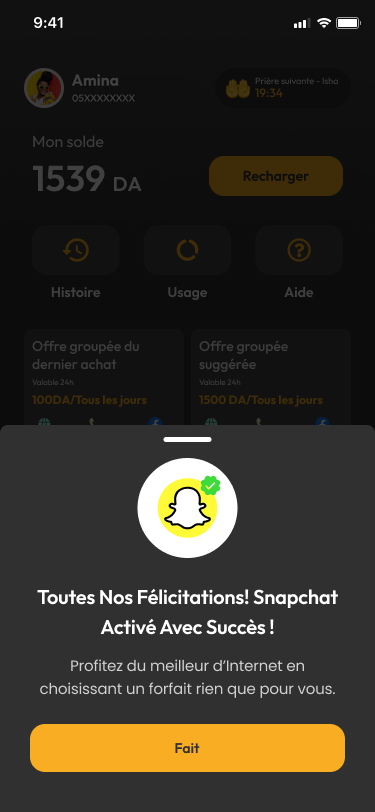 9:41
Amina
05XXXXXXXX
Prière suivante - Isha
19:34
Mon solde
1539 DA
Recharger
Histoire
Usage
Aide
Offre groupée du
dernier achat
Valable 24h
100DA/Tous les jours
Offre groupée
suggérée
Valable 24h
1500 DA/Tous les jours
Toutes Nos Félicitations! Snapchat
Activé Avec Succès !
Profitez du meilleur d’Internet en
choisissant un forfait rien que pour vous.
Fait